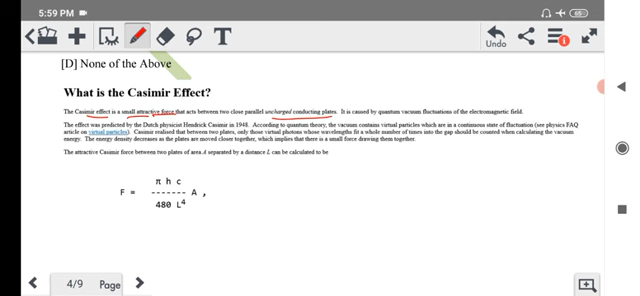 5:59 PM
65
T
Undo
[D] None of the Above
What is the Casimir Effect?
The Casimir effect is a small attractive force that acts between two close parallel uncharged conducting plates. It is caused by quantum vacuum fluctuations of the electromagnetic field.
The effect was predicted by the Dutch physicist Hendrick Casimir in 1948. According to quantum theory, the vacuum contains virtual particles which are in a continuous state of fluctuation (see physics FAQ
article on virtual particles). Casimir realised that between two plates, only those virtual photons whose wavelengths fit a whole number of times into the gap should be counted when calculating the vacuum
energy. The energy density decreases as the plates are moved closer together, which implies that there is a small force drawing them together.
The attractive Casimir force between two plates of area A separated by a distance L can be calculated to be
π h c
F = ------- A ,
480 L⁴
4/9 Page